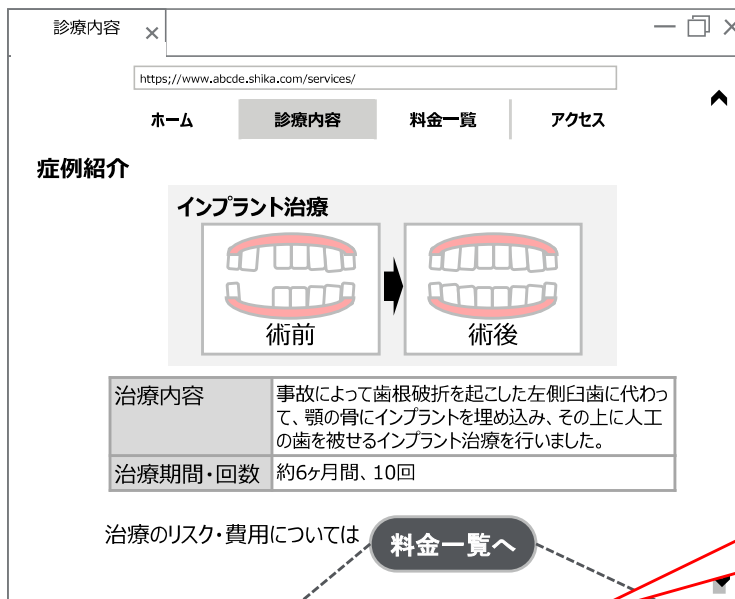 診療内容
https;//www.abcde.shika.com/services/
ホーム 診療内容 料金一覧 アクセス
症例紹介
インプラント治療
術前 術後
治療内容
事故によって歯根破折を起こした左側臼歯に代わっ
て、顎の骨にインプラントを埋め込み、その上に人工
の歯を被せるインプラント治療を行いました。
治療期間・回数 約6ヶ月間、10回
治療のリスク・費用については 料金一覧へ